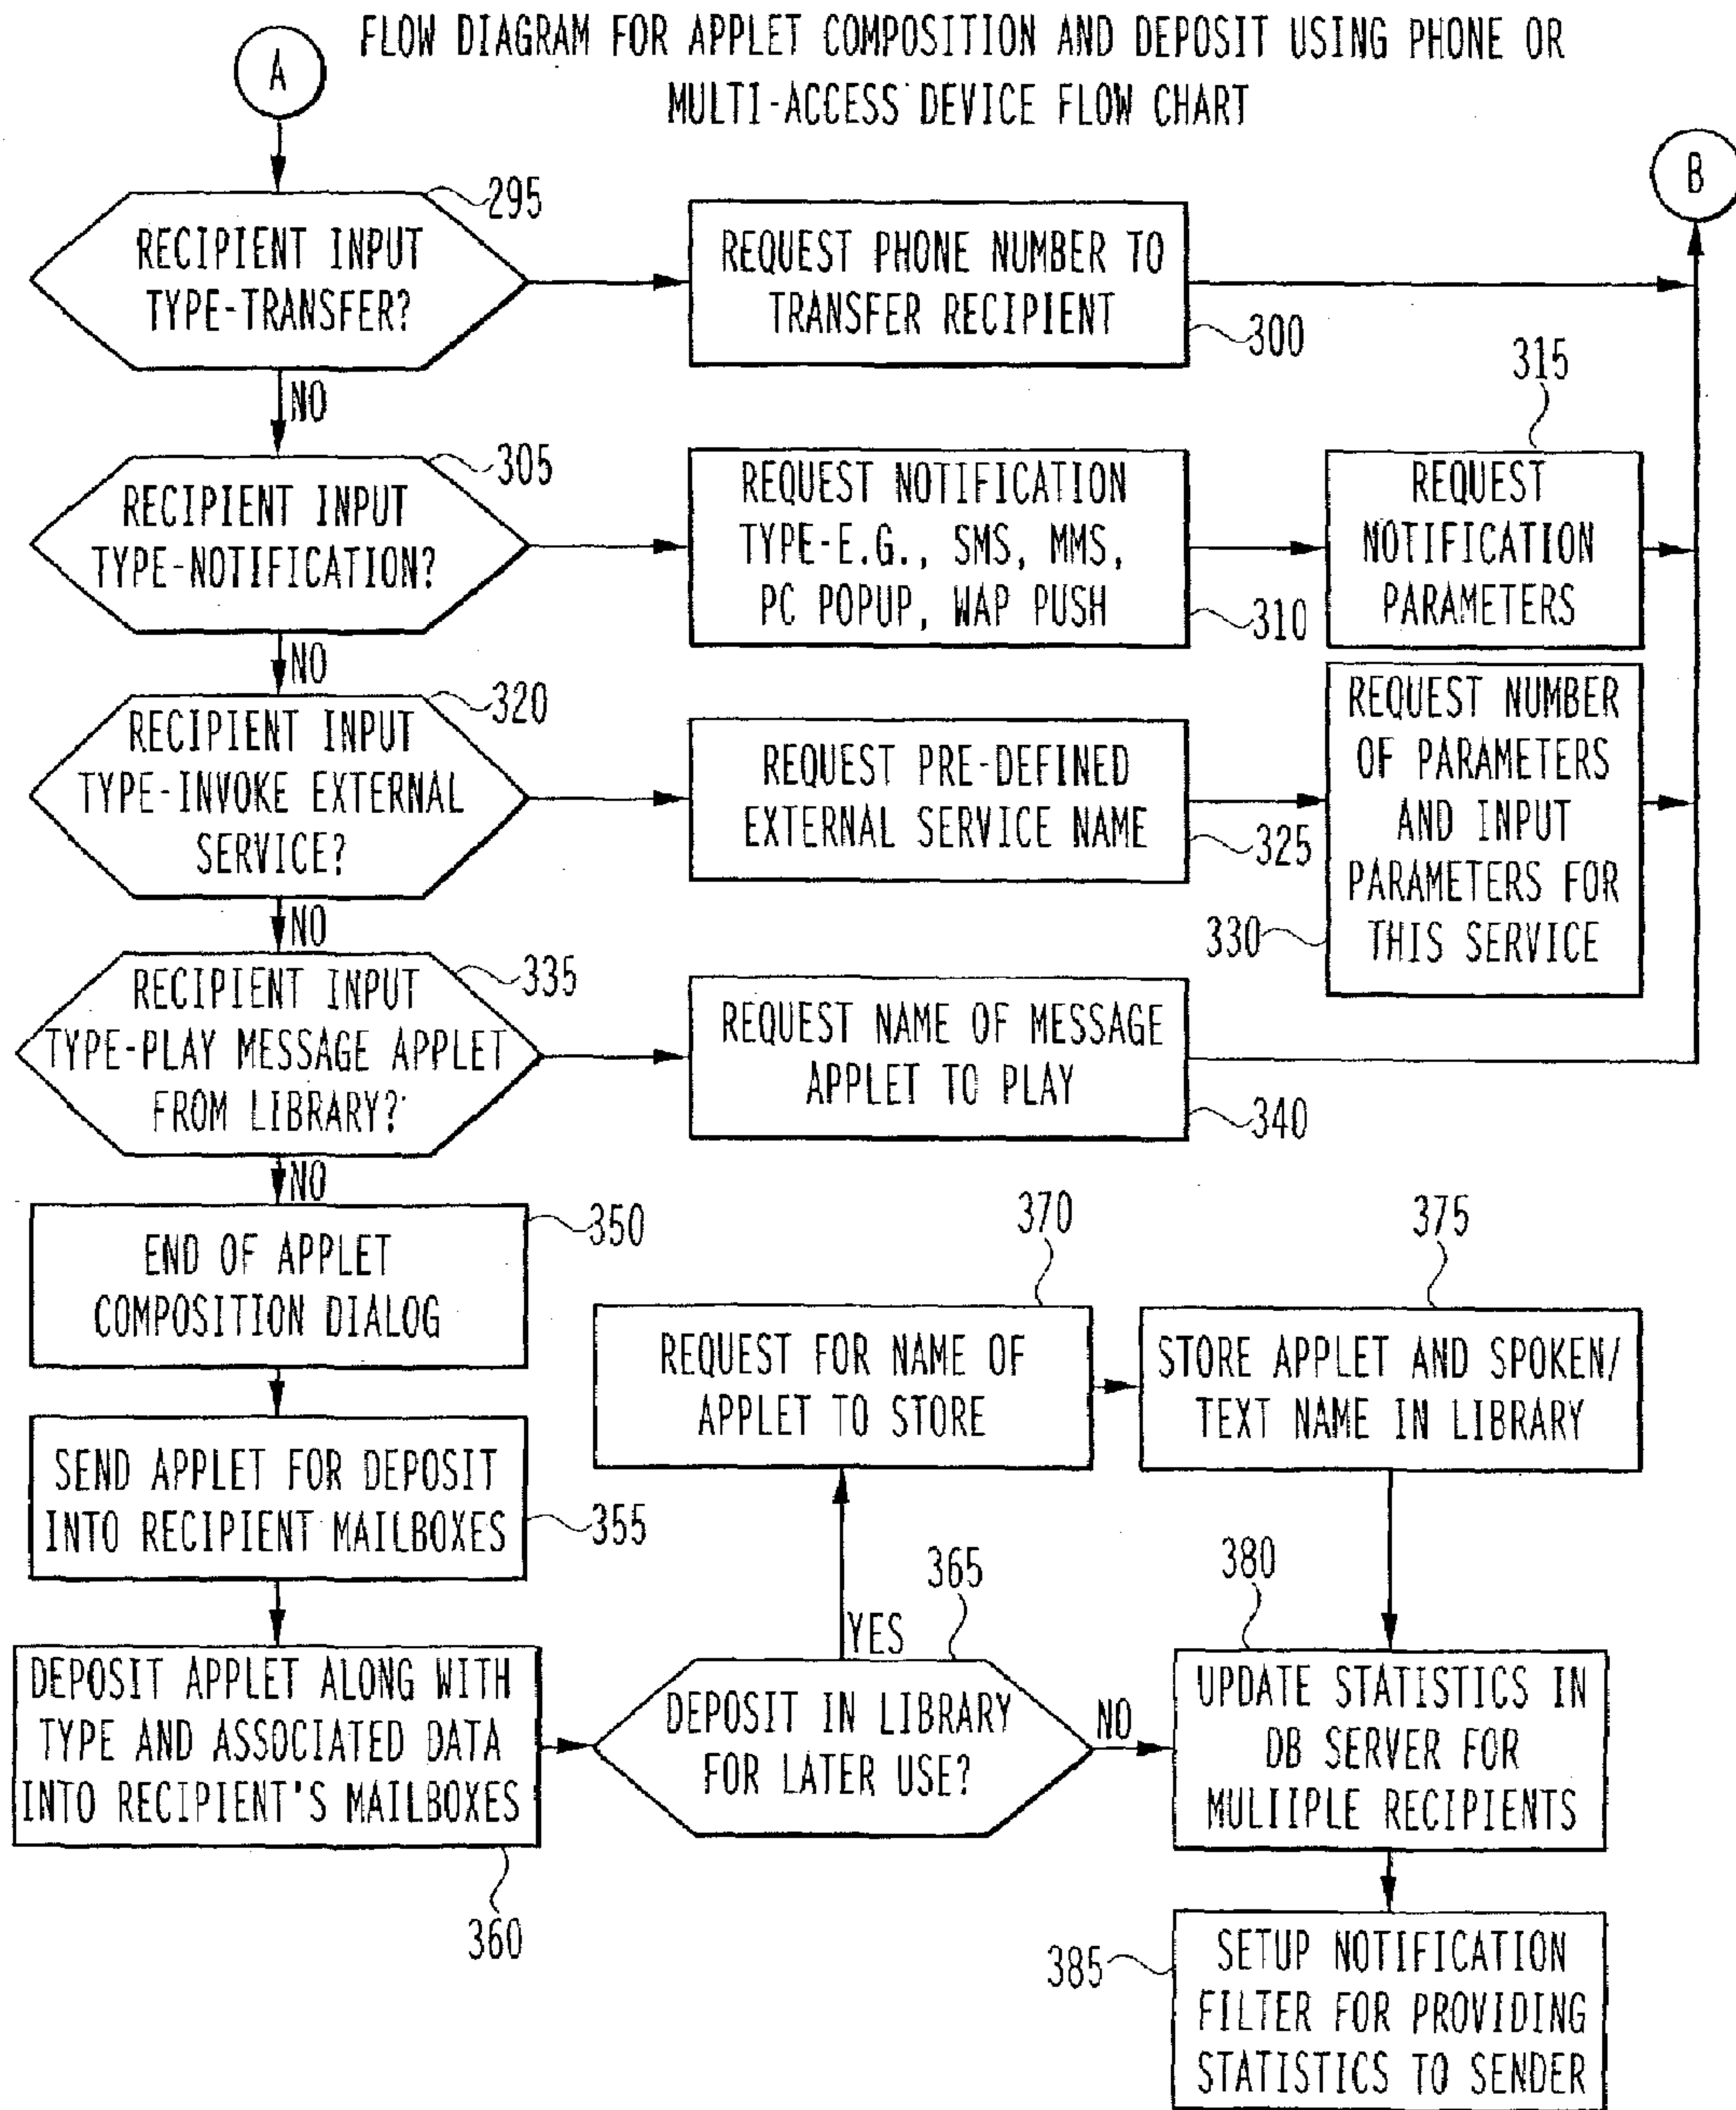 FLOW DIAGRAM FOR APPLET COMPOSITION AND DEPOSIT USING PHONE OR
MULTI-ACCESS DEVICE FLOW CHART
A
B
295
RECIPIENT INPUT
TYPE-TRANSFER?
REQUEST PHONE NUMBER TO
TRANSFER RECIPIENT
300
NO
305
RECIPIENT INPUT
TYPE-NOTIFICATION?
REQUEST NOTIFICATION
TYPE-E.G., SMS, MMS,
PC POPUP, WAP PUSH
310
315
REQUEST
NOTIFICATION
PARAMETERS
NO
320
RECIPIENT INPUT
TYPE-INVOKE EXTERNAL
SERVICE?
REQUEST PRE-DEFINED
EXTERNAL SERVICE NAME
325
REQUEST NUMBER
OF PARAMETERS
AND INPUT
PARAMETERS FOR
THIS SERVICE
330
NO
335
RECIPIENT INPUT
TYPE-PLAY MESSAGE APPLET
FROM LIBRARY?
REQUEST NAME OF MESSAGE
APPLET TO PLAY
340
NO
350
END OF APPLET
COMPOSITION DIALOG
SEND APPLET FOR DEPOSIT
INTO RECIPIENT MAILBOXES
355
DEPOSIT APPLET ALONG WITH
TYPE AND ASSOCIATED DATA
INTO RECIPIENT'S MAILBOXES
360
365
DEPOSIT IN LIBRARY
FOR LATER USE?
YES
370
REQUEST FOR NAME OF
APPLET TO STORE
375
STORE APPLET AND SPOKEN/
TEXT NAME IN LIBRARY
NO
380
UPDATE STATISTICS IN
DB SERVER FOR
MULIIPLE RECIPIENTS
385
SETUP NOTIFICATION
FILTER FOR PROVIDING
STATISTICS TO SENDER